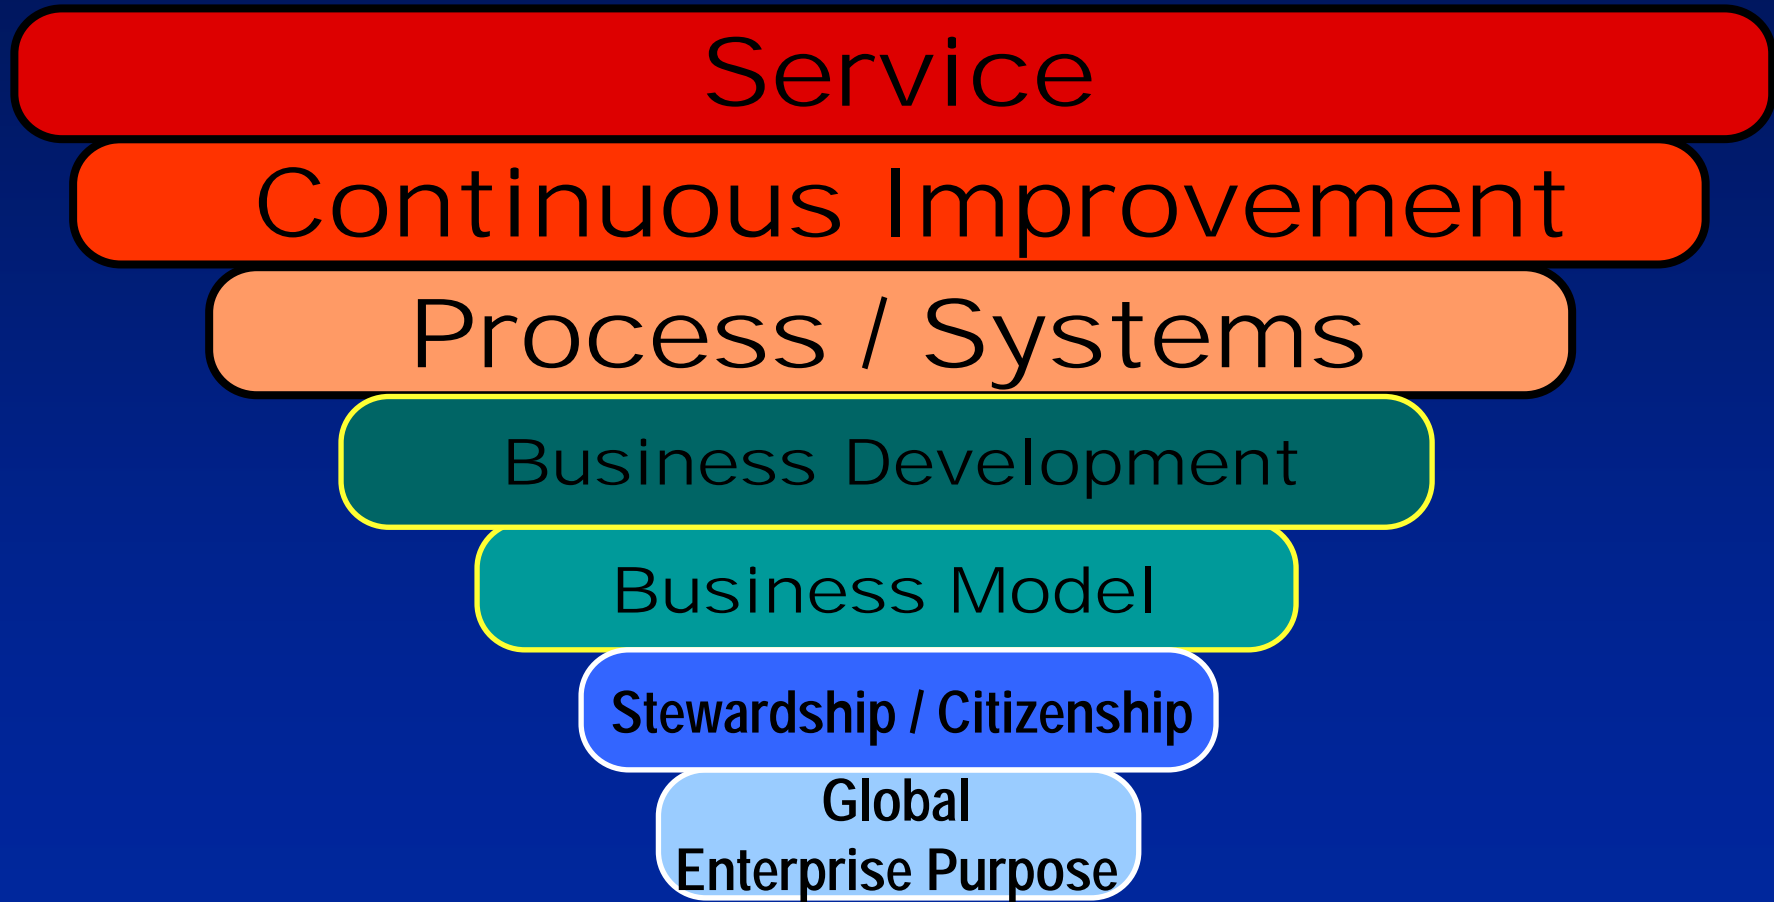 Service
Continuous Improvement
Process / Systems
Business Development
Business Model
Stewardship / Citizenship
Global
Enterprise Purpose